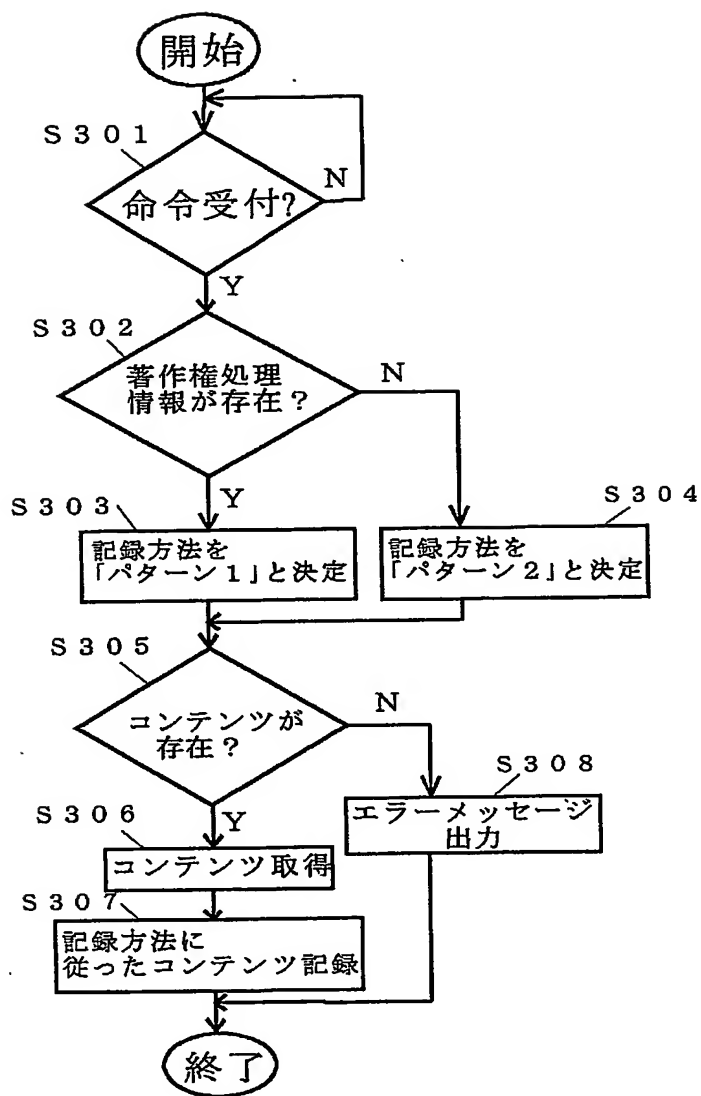 開始
S301
命令受付?
N
Y
S302
著作権処理
情報が存在?
N
Y
S303
記録方法を
「パターン1」と決定
S304
記録方法を
「パターン2」と決定
S305
コンテンツが
存在?
N
Y
S308
エラーメッセージ
出力
S306
コンテンツ取得
S307
記録方法に
従ったコンテンツ記録
終了